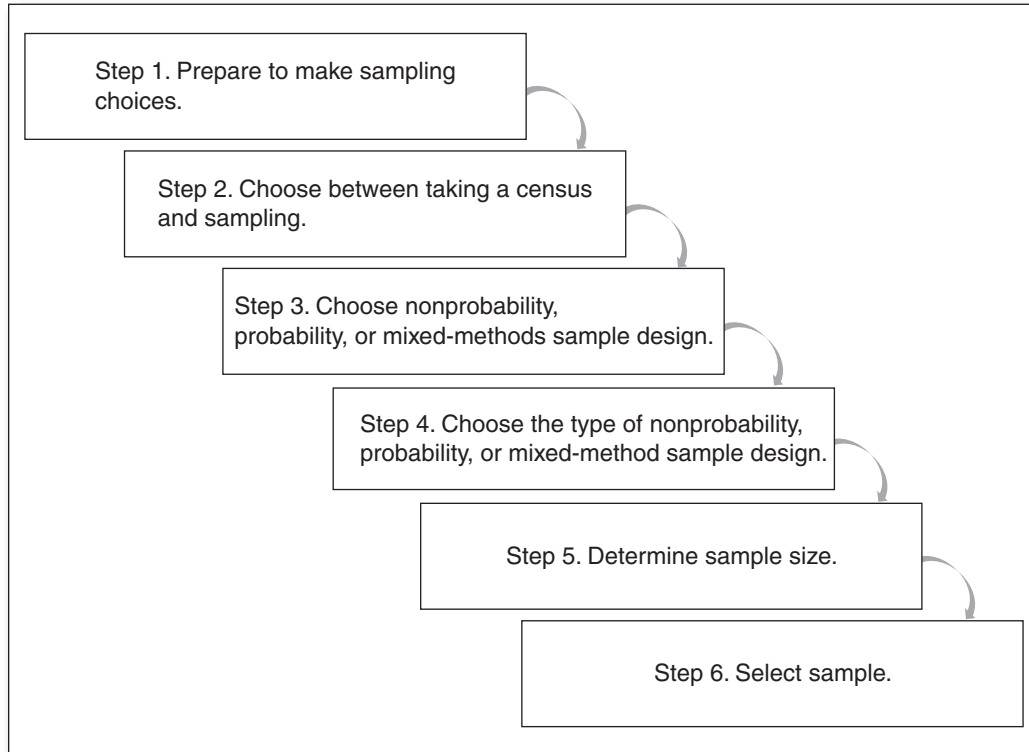 Step 1. Prepare to make sampling
choices.
Step 2. Choose between taking a census
and sampling.
Step 3. Choose nonprobability,
probability, or mixed-methods sample design.
Step 4. Choose the type of nonprobability,
probability, or mixed-method sample design.
Step 5. Determine sample size.
Step 6. Select sample.